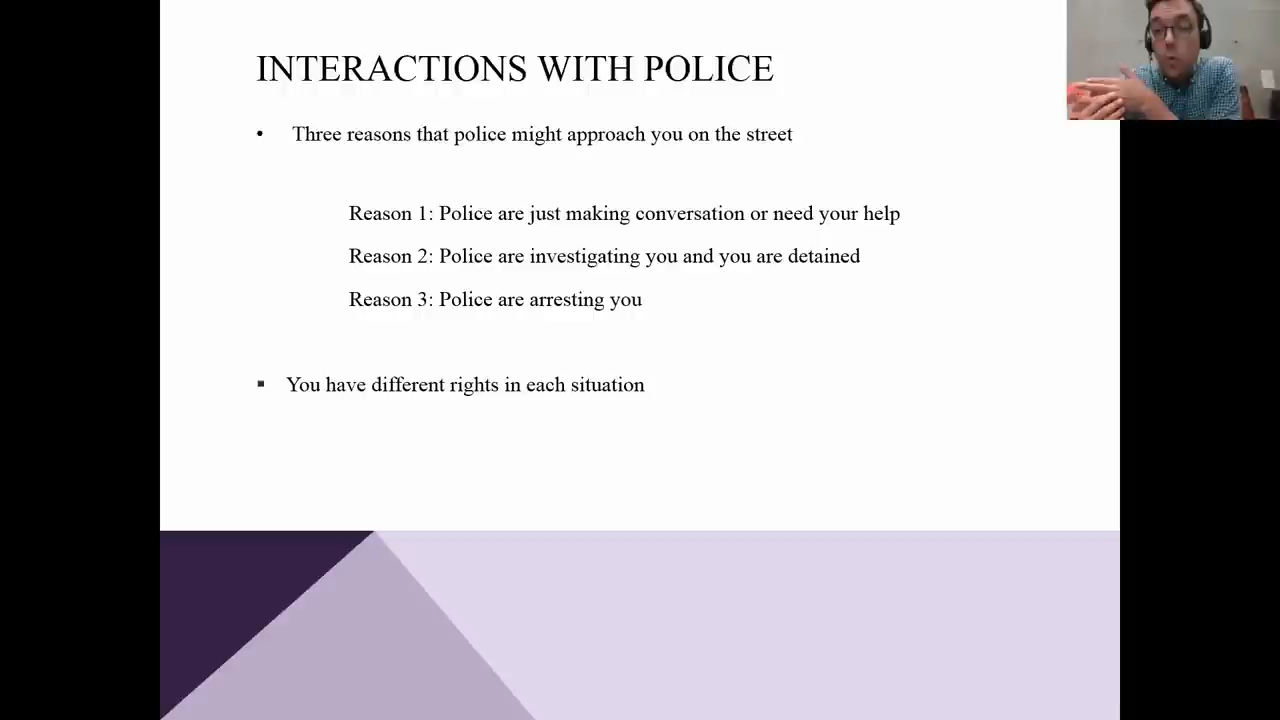 INTERACTIONS WITH POLICE
• Three reasons that police might approach you on the street
Reason 1: Police are just making conversation or need your help
Reason 2: Police are investigating you and you are detained
Reason 3: Police are arresting you
▪ You have different rights in each situation